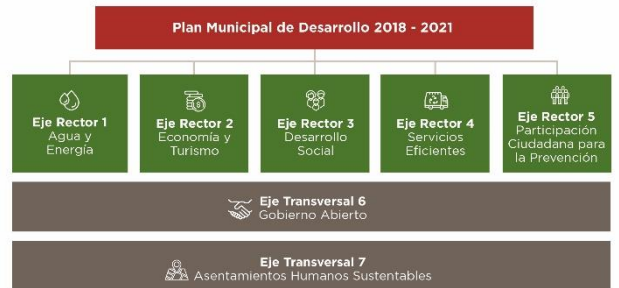 Plan Municipal de Desarrollo 2018 - 2021
Eje Rector 1
Agua y
Energía
Eje Rector 2
Economía y
Turismo
Eje Rector 3
Desarrollo
Social
Eje Rector 4
Servicios
Eficientes
Eje Rector 5
Participación
Ciudadana para
la Prevención
Eje Transversal 6
Gobierno Abierto
Eje Transversal 7
Asentamientos Humanos Sustentables